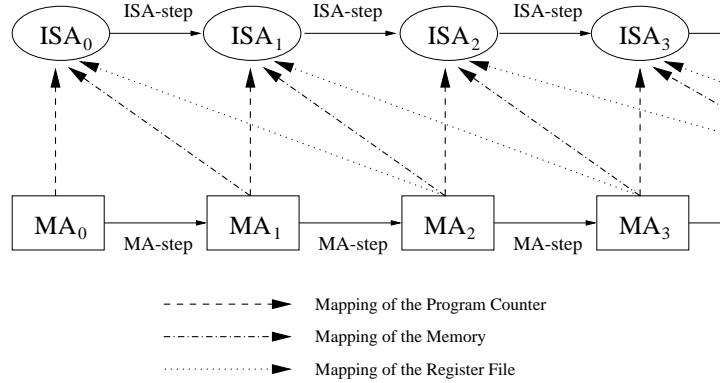 ISA-step ISA-step ISA-step
ISA0 ISA1 ISA2 ISA3
MA0 MA1 MA2 MA3
MA-step MA-step MA-step
Mapping of the Program Counter
Mapping of the Memory
Mapping of the Register File